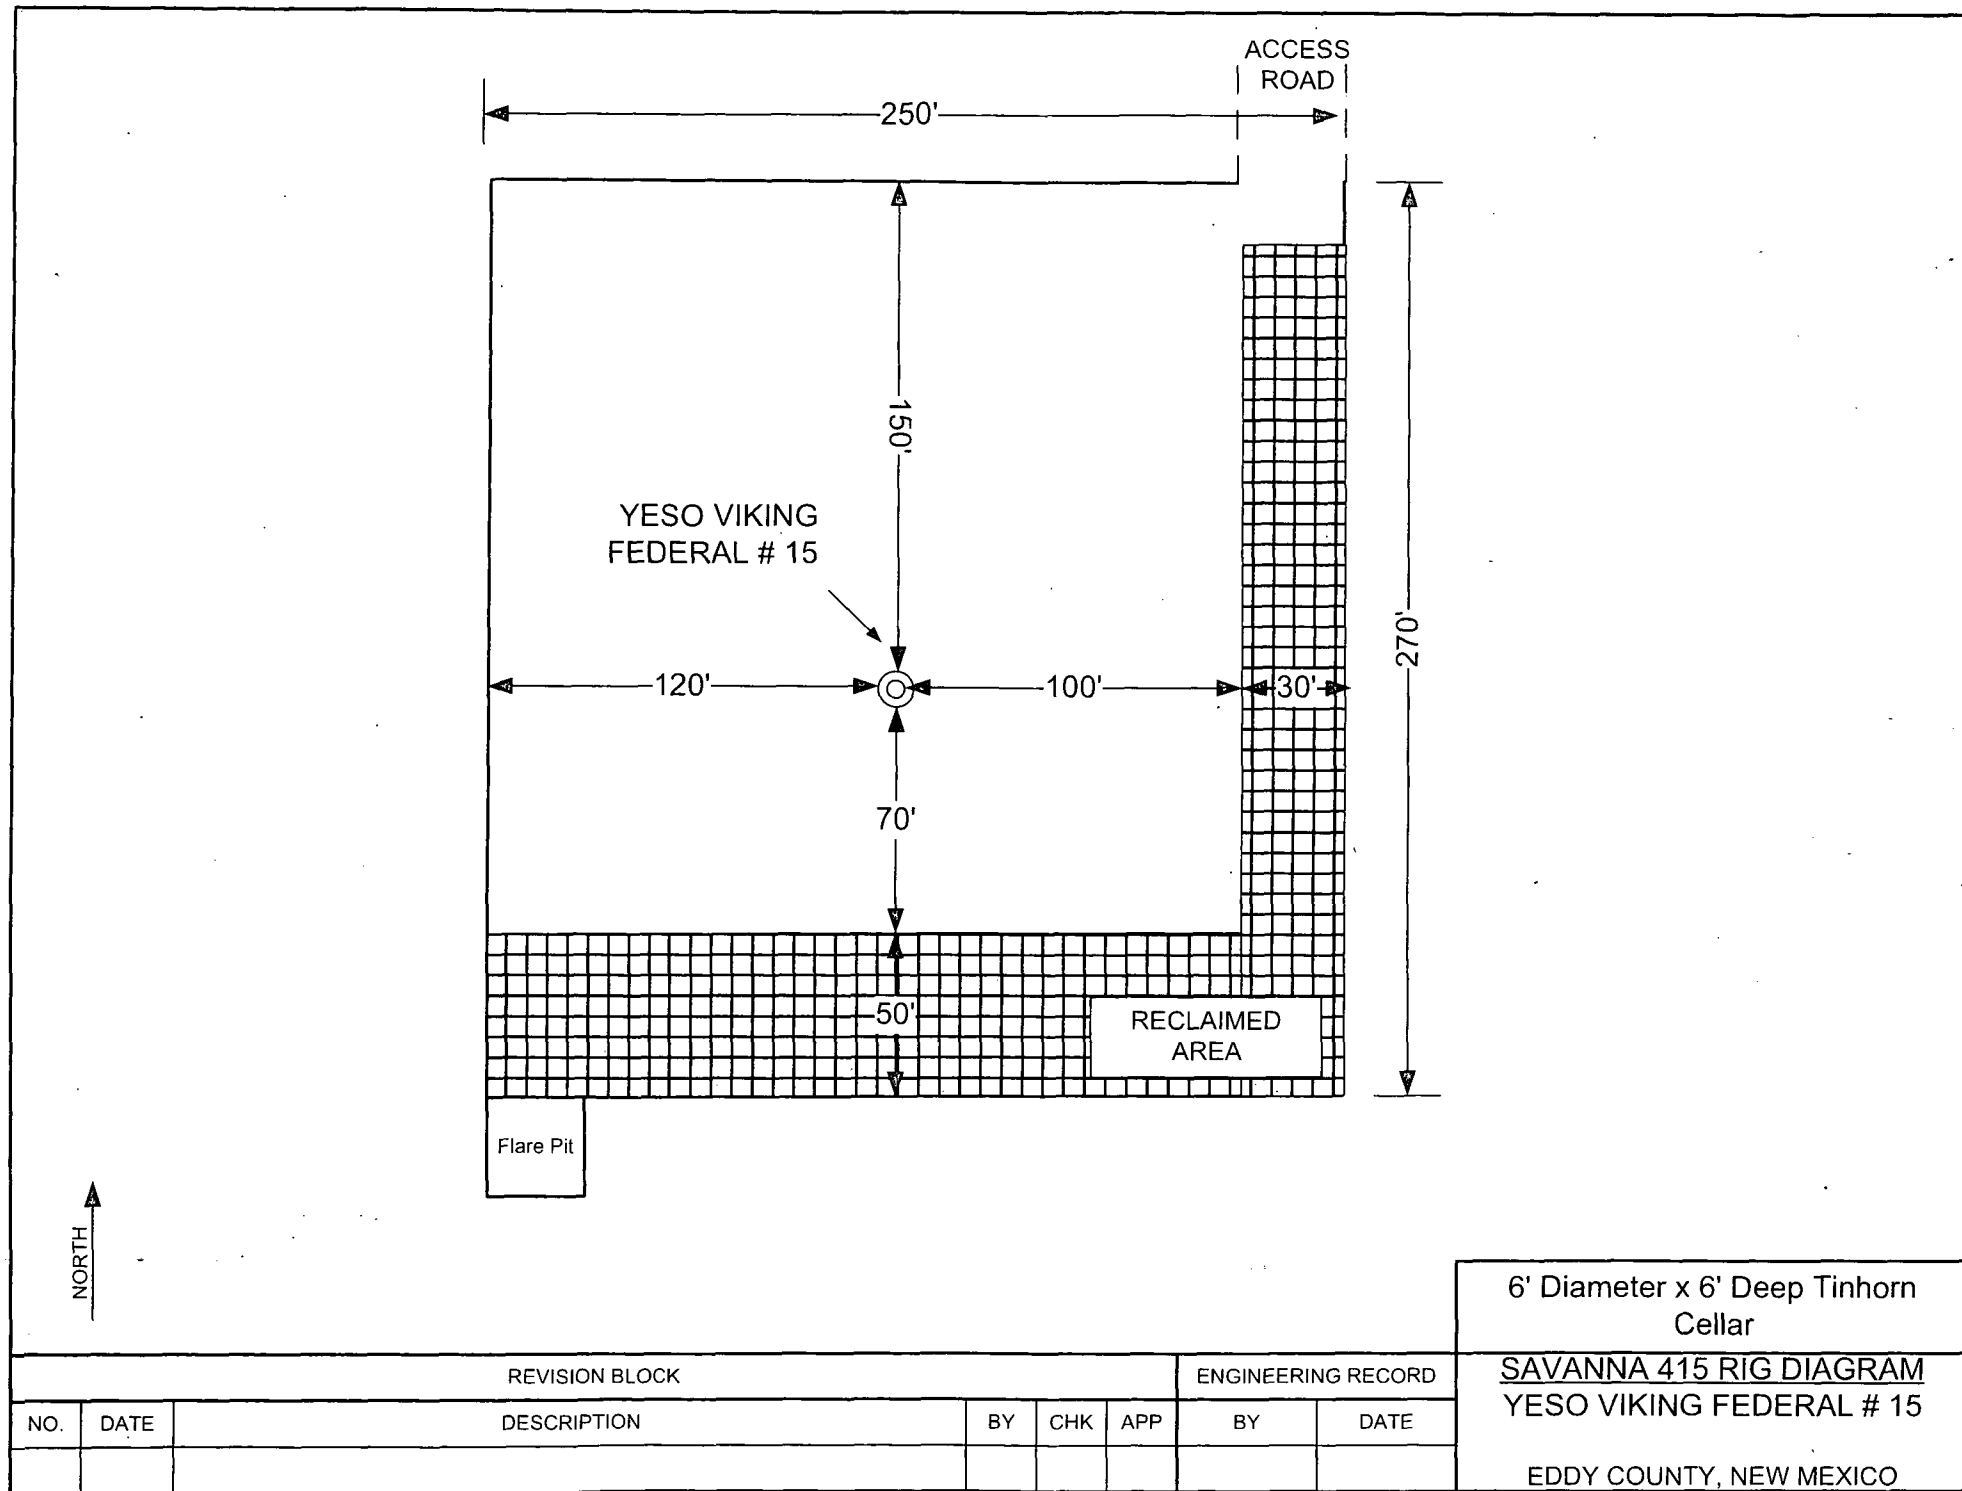 ACCESS
ROAD
250'
150'
YESO VIKING
FEDERAL # 15
270'
120'
100'
30'
70'
50'
RECLAIMED
AREA
Flare Pit
NORTH
6' Diameter x 6' Deep Tinhorn
Cellar
REVISION BLOCK
ENGINEERING RECORD
SAVANNA 415 RIG DIAGRAM
YESO VIKING FEDERAL # 15
NO. DATE DESCRIPTION BY CHK APP BY DATE
EDDY COUNTY, NEW MEXICO